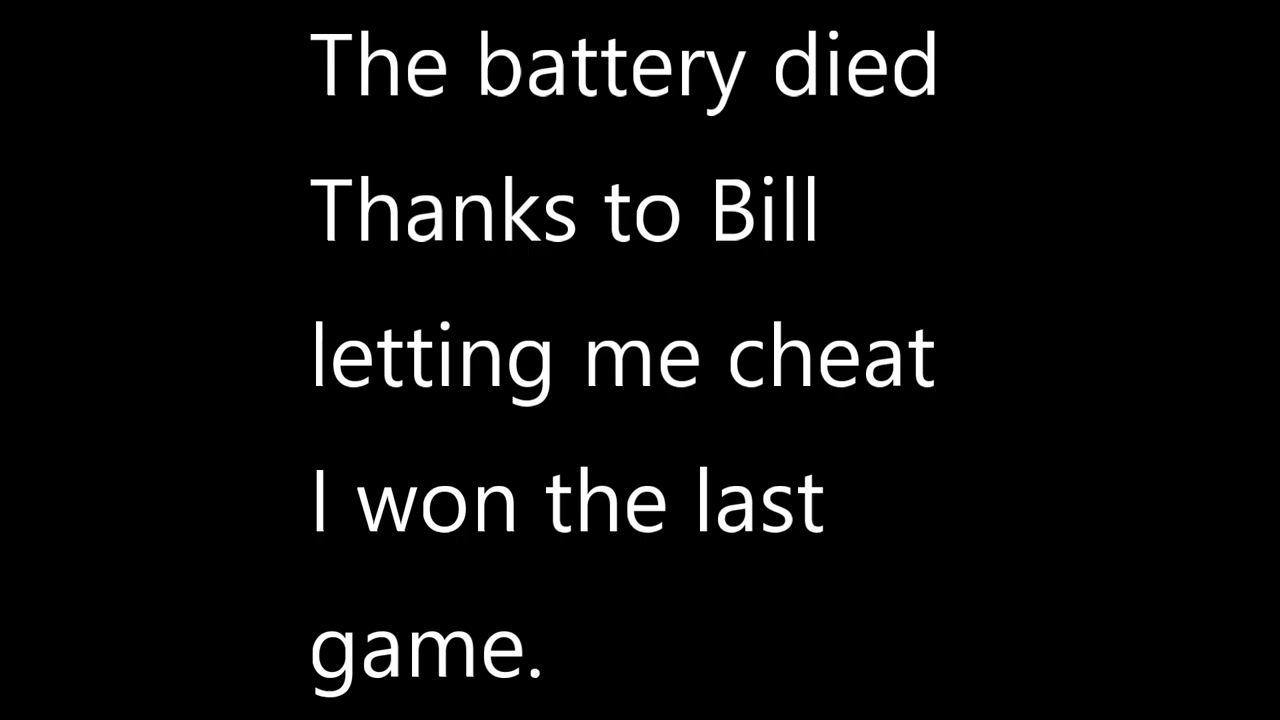 The battery died
Thanks to Bill
letting me cheat
I won the last
game.